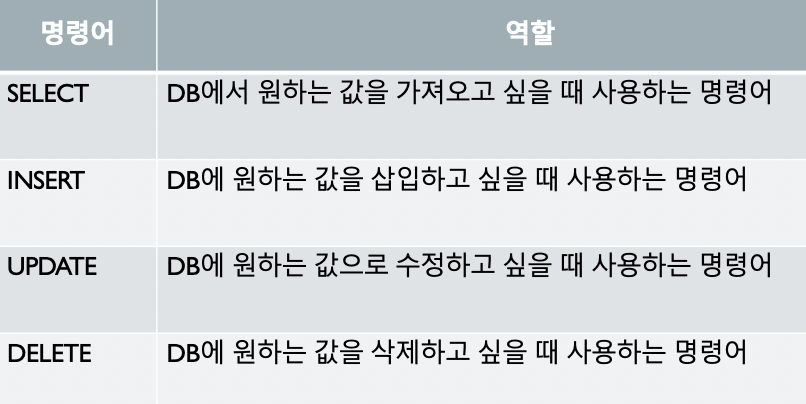 명령어 역할
SELECT DB에서 원하는 값을 가져오고 싶을 때 사용하는 명령어
INSERT DB에 원하는 값을 삽입하고 싶을 때 사용하는 명령어
UPDATE DB에 원하는 값으로 수정하고 싶을 때 사용하는 명령어
DELETE DB에 원하는 값을 삭제하고 싶을 때 사용하는 명령어